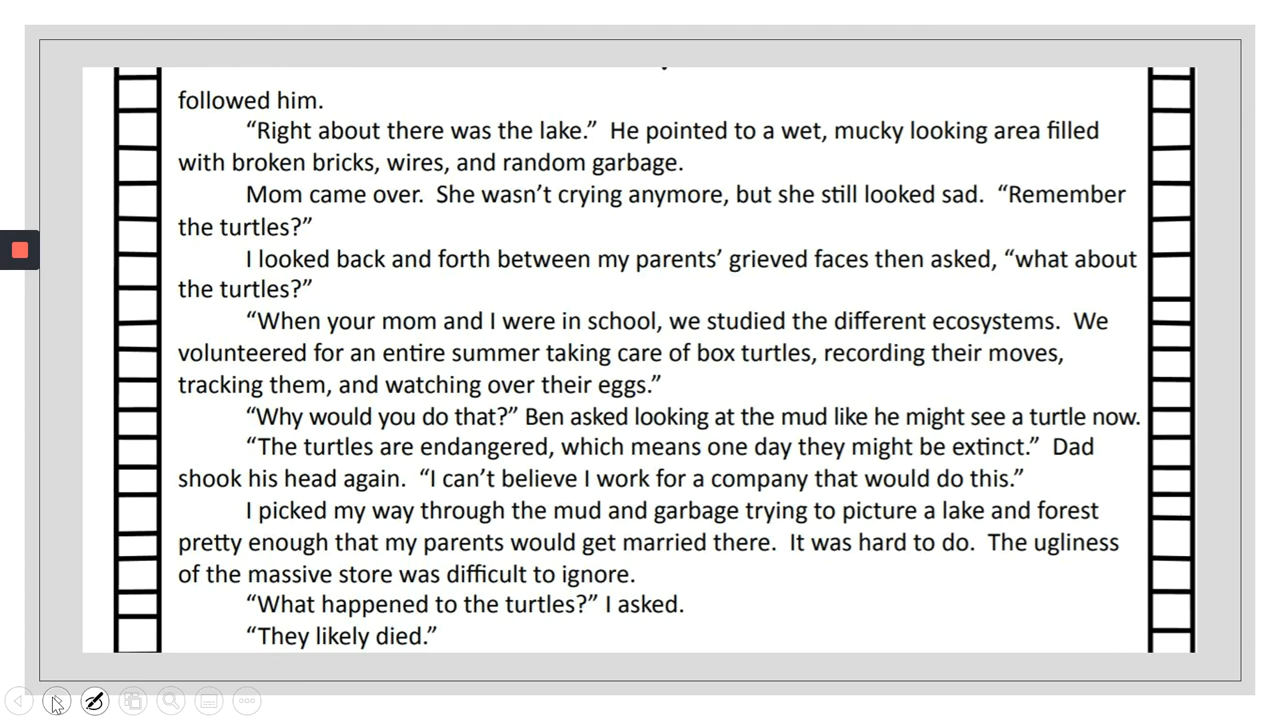 followed him.
“Right about there was the lake.”  He pointed to a wet, mucky looking area filled
with broken bricks, wires, and random garbage.
Mom came over.  She wasn’t crying anymore, but she still looked sad.  “Remember
the turtles?”
I looked back and forth between my parents’ grieved faces then asked, “what about
the turtles?”
“When your mom and I were in school, we studied the different ecosystems.  We
volunteered for an entire summer taking care of box turtles, recording their moves,
tracking them, and watching over their eggs.”
“Why would you do that?” Ben asked looking at the mud like he might see a turtle now.
“The turtles are endangered, which means one day they might be extinct.”  Dad
shook his head again.  “I can’t believe I work for a company that would do this.”
I picked my way through the mud and garbage trying to picture a lake and forest
pretty enough that my parents would get married there.  It was hard to do.  The ugliness
of the massive store was difficult to ignore.
“What happened to the turtles?” I asked.
“They likely died.”